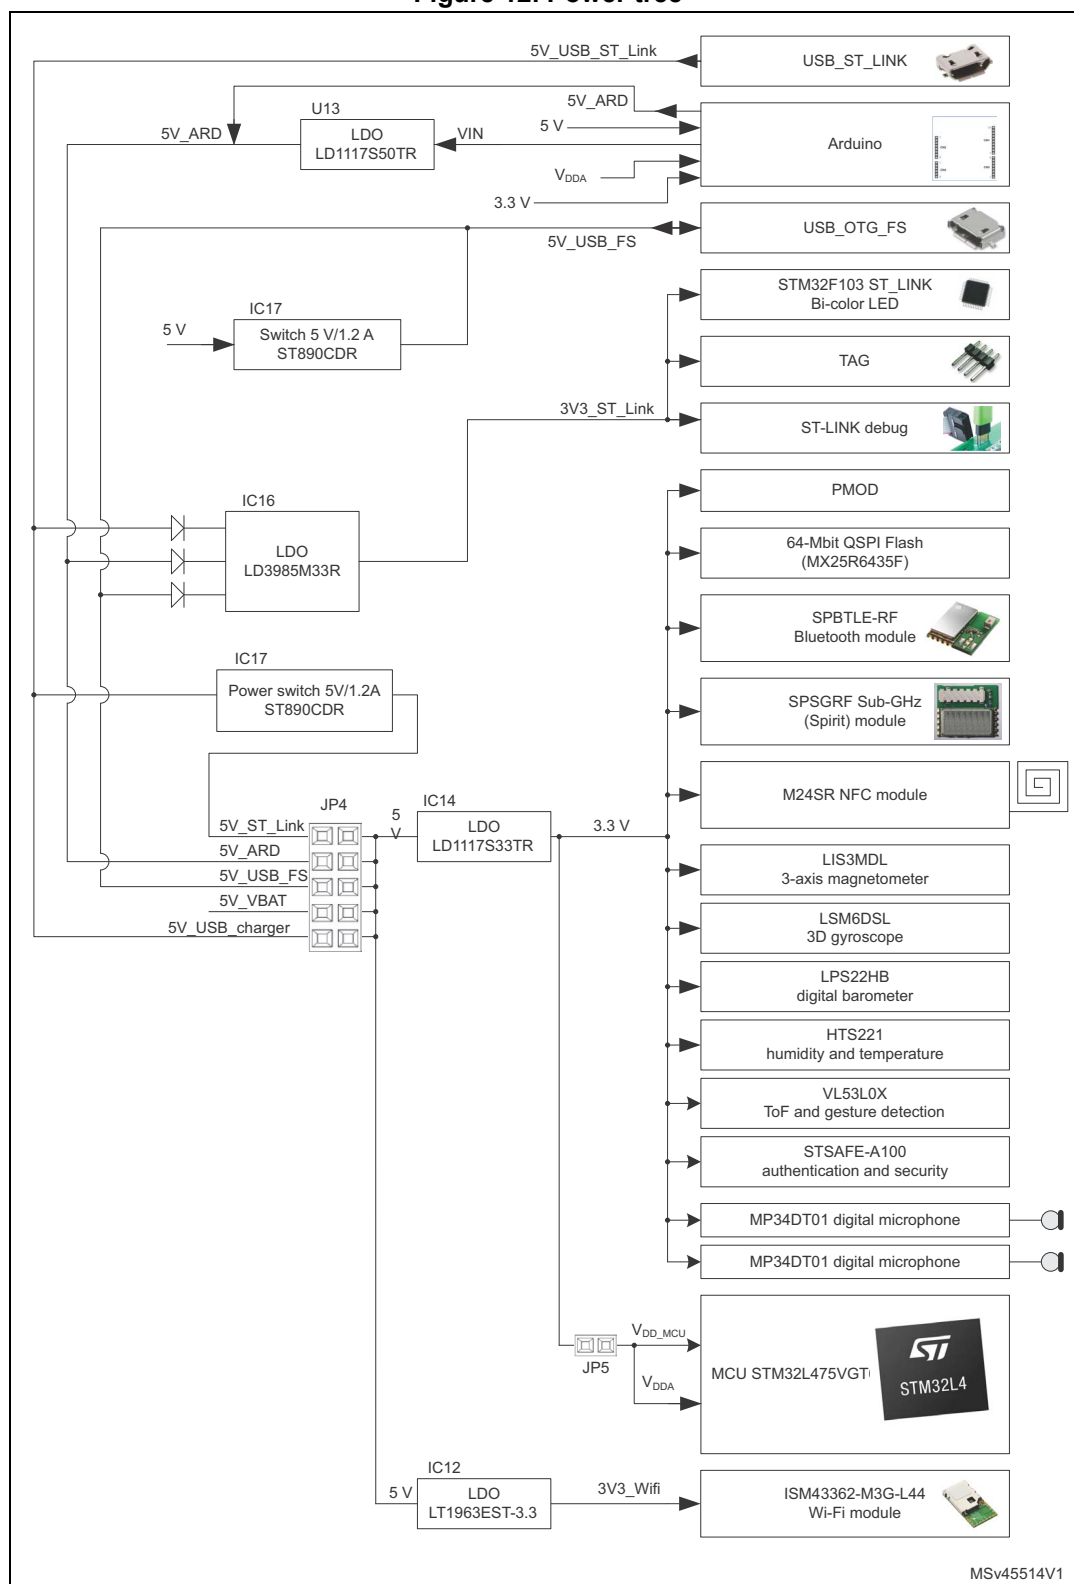 5V_USB_ST_Link
USB_ST_LINK
5V_ARD
U13
5V_ARD
LDO
LD1117S50TR
VIN
5 V
Arduino
VDDA
3.3 V
5V_USB_FS
USB_OTG_FS
STM32F103 ST_LINK
Bi-color LED
IC17
5 V
Switch 5 V/1.2 A
ST890CDR
TAG
3V3_ST_Link
ST-LINK debug
IC16
LDO
LD3985M33R
PMOD
64-Mbit QSPI Flash
(MX25R6435F)
SPBTLE-RF
Bluetooth module
IC17
Power switch 5V/1.2A
ST890CDR
SPSGRF Sub-GHz
(Spirit) module
M24SR NFC module
JP4
5V_ST_Link
5V_ARD
5V_USB_FS
5V_VBAT
5V_USB_charger
5
V
IC14
LDO
LD1117S33TR
3.3 V
LIS3MDL
3-axis magnetometer
LSM6DSL
3D gyroscope
LPS22HB
digital barometer
HTS221
humidity and temperature
VL53L0X
ToF and gesture detection
STSAFE-A100
authentication and security
MP34DT01 digital microphone
MP34DT01 digital microphone
JP5
VDD_MCU
VDDA
MCU STM32L475VGT
STM32L4
IC12
5 V
LDO
LT1963EST-3.3
3V3_Wifi
ISM43362-M3G-L44
Wi-Fi module
MSv45514V1